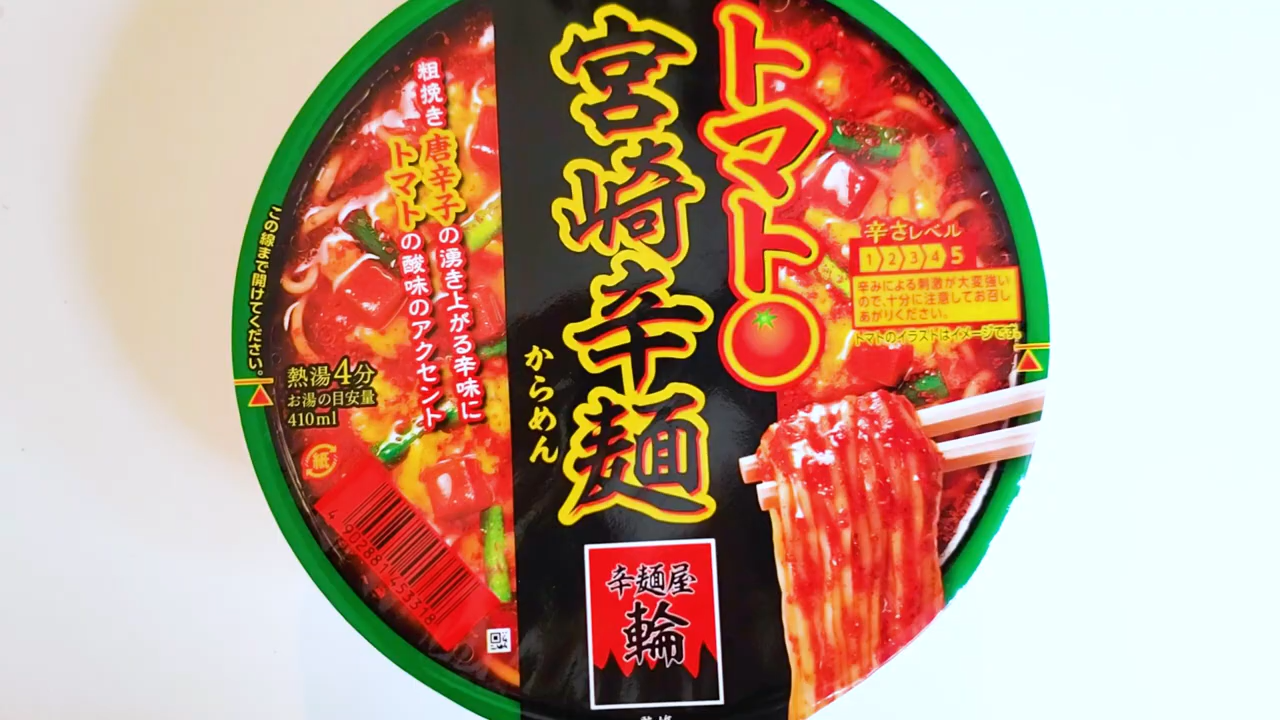 トマト
宮崎辛麺
からめん
粗挽き唐辛子の湧き上がる辛味に
トマトの酸味のアクセント
辛さレベル
1 2 3 4 5
辛みによる刺激が大変強い
ので、十分に注意してお召し
あがりください。
トマトのイラストはイメージです。
この線まで開けてください。
熱湯4分
お湯の目安量
410ml
紙
4 902881 453318
辛麺屋
輪